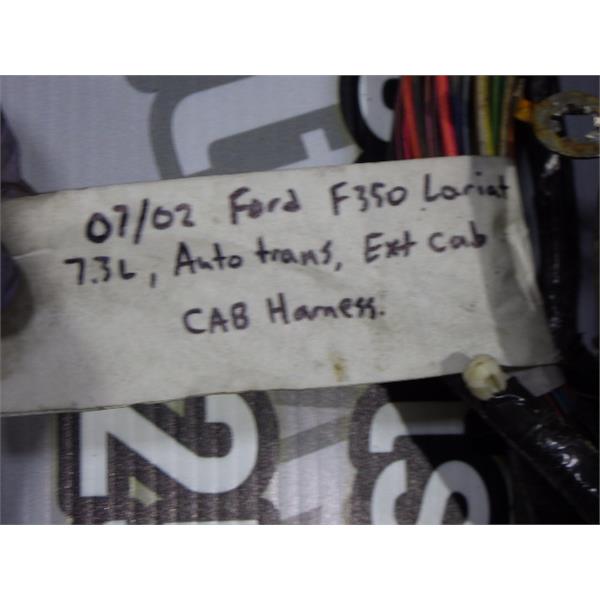 07/02 Ford F350 Lariat
7.3L, Auto trans, Ext cab
CAB Harness.